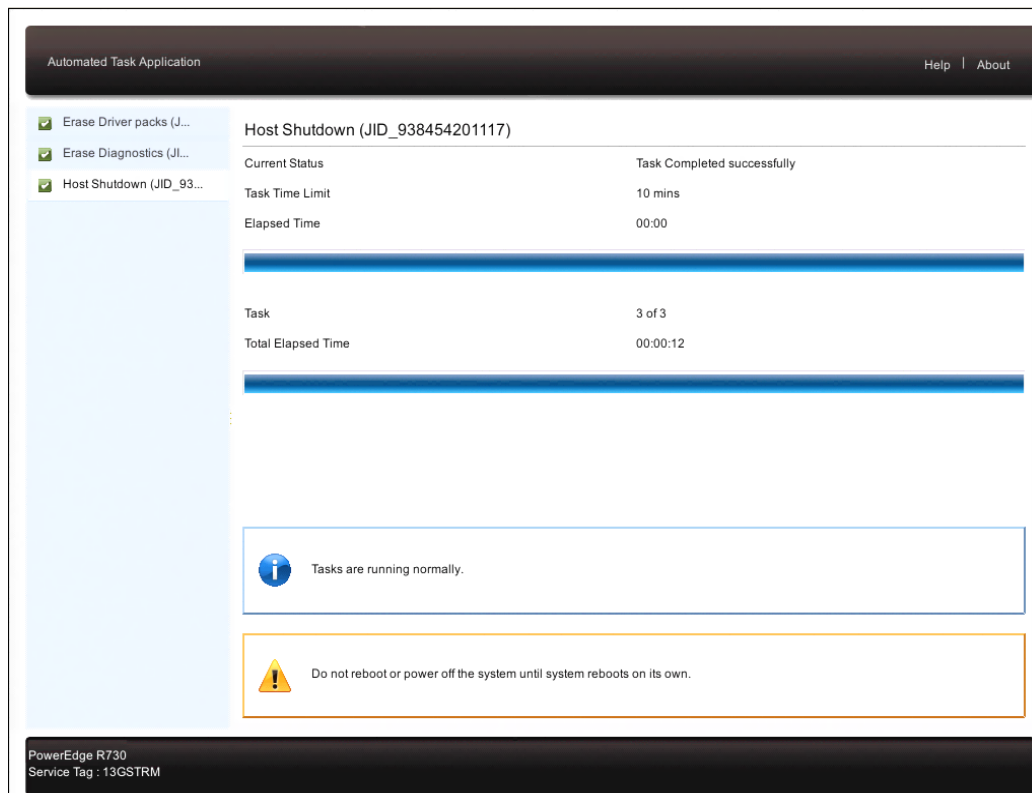 Automated Task Application
Help | About
Erase Driver packs (J...
Erase Diagnostics (JI...
Host Shutdown (JID_93...
Host Shutdown (JID_938454201117)
Current Status Task Completed successfully
Task Time Limit 10 mins
Elapsed Time 00:00
Task 3 of 3
Total Elapsed Time 00:00:12
Tasks are running normally.
Do not reboot or power off the system until system reboots on its own.
PowerEdge R730
Service Tag : 13GSTRM